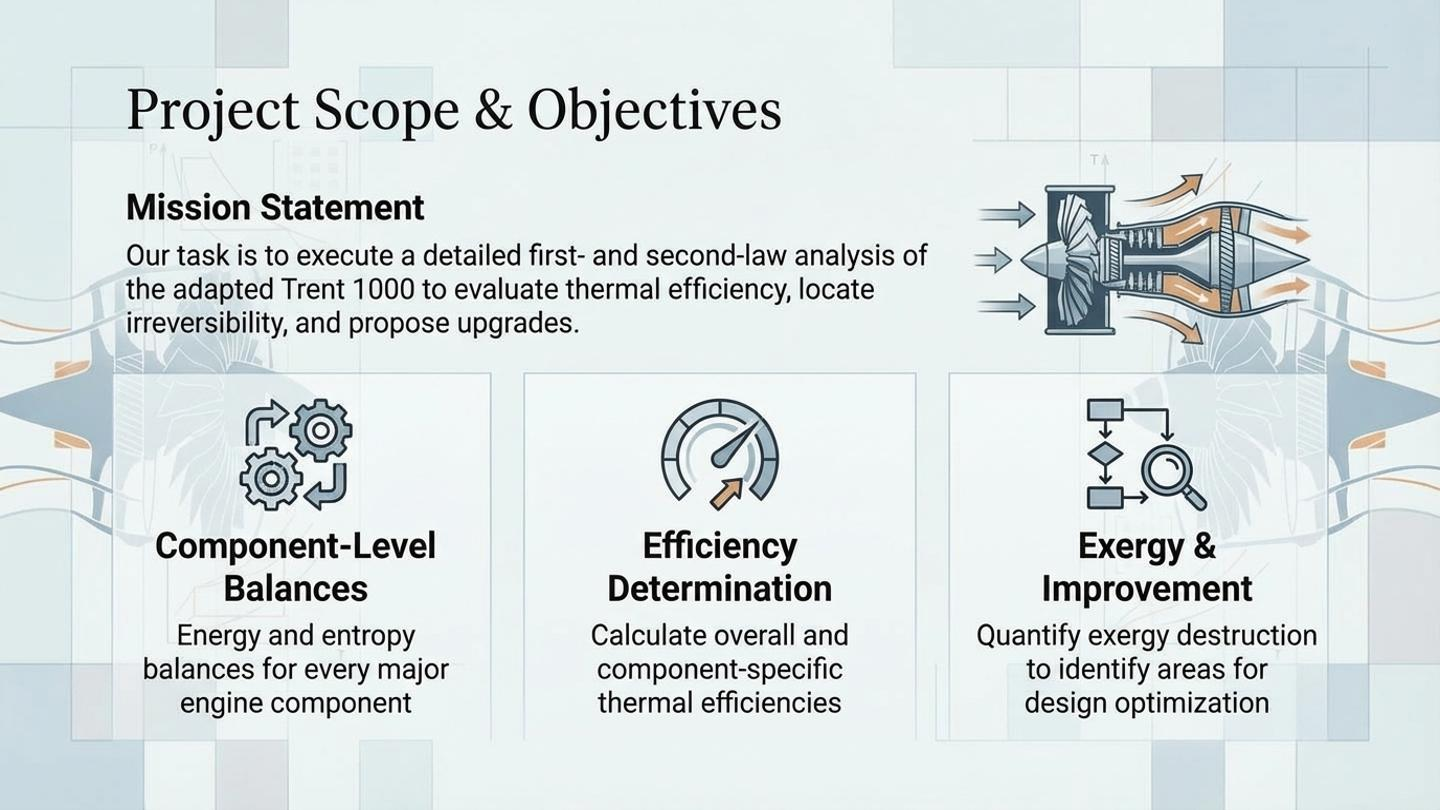 Project Scope & Objectives
Mission Statement
Our task is to execute a detailed first- and second-law analysis of
the adapted Trent 1000 to evaluate thermal efficiency, locate
irreversibility, and propose upgrades.
Component-Level
Balances
Energy and entropy
balances for every major
engine component
Efficiency
Determination
Calculate overall and
component-specific
thermal efficiencies
Exergy &
Improvement
Quantify exergy destruction
to identify areas for
design optimization
P
T